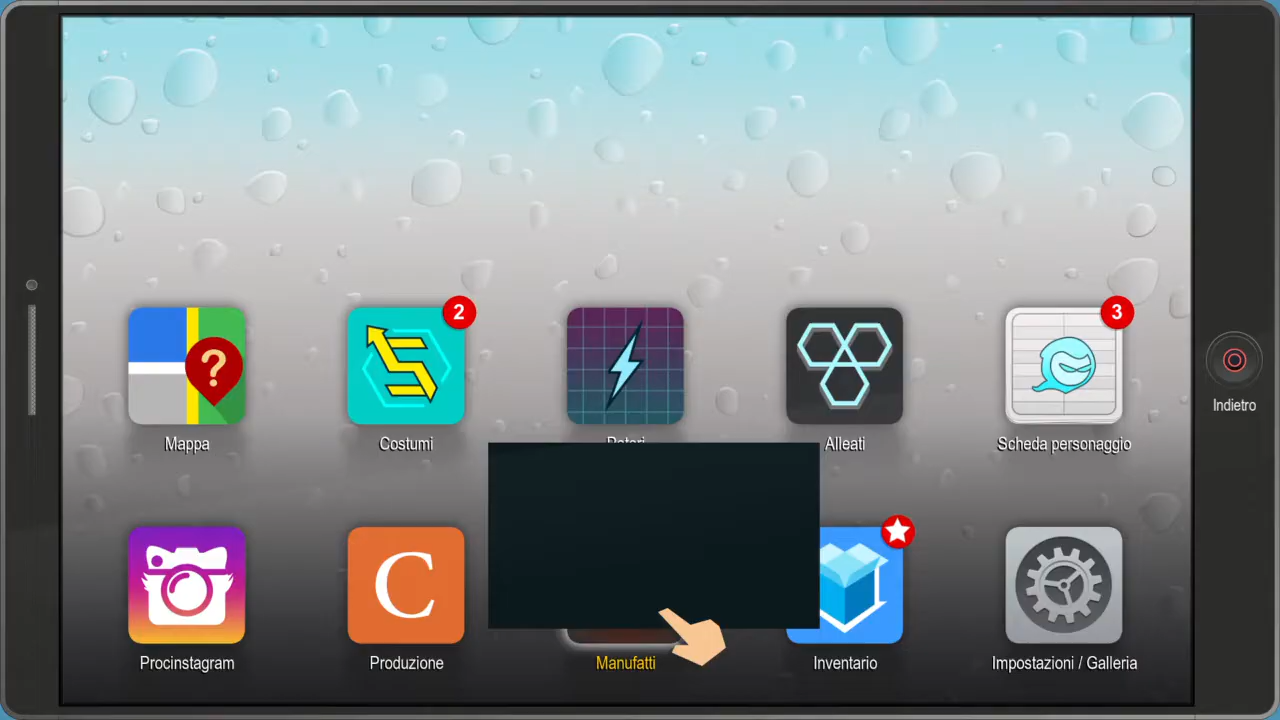 2
3
?
Mappa
Costumi
Alleati
Scheda personaggio
Indietro
C
Procinstagram
Produzione
Manufatti
Inventario
Impostazioni / Galleria